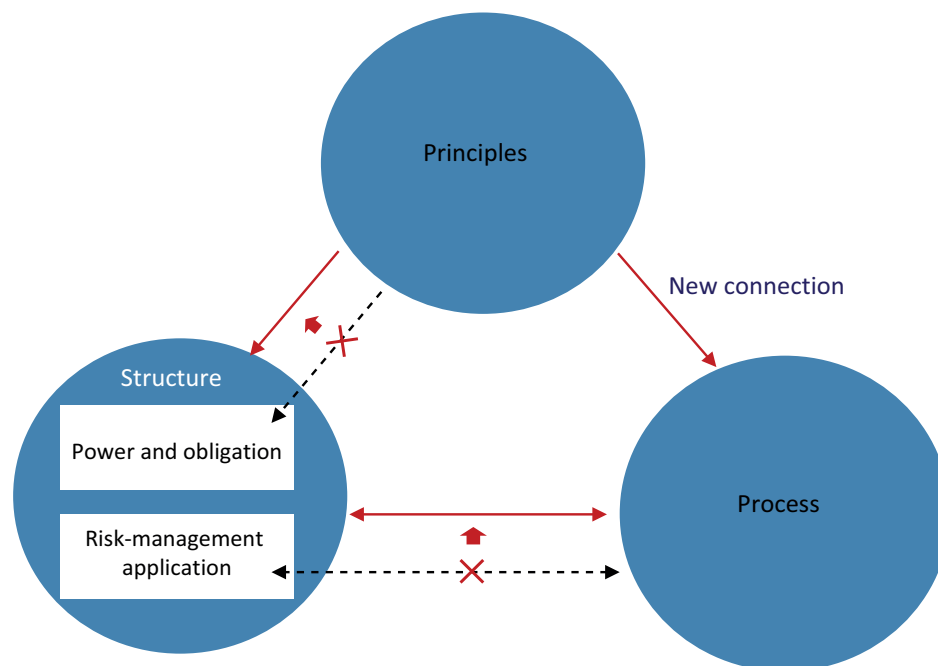 Principles
New connection
Structure
Power and obligation
Risk-management
application
Process